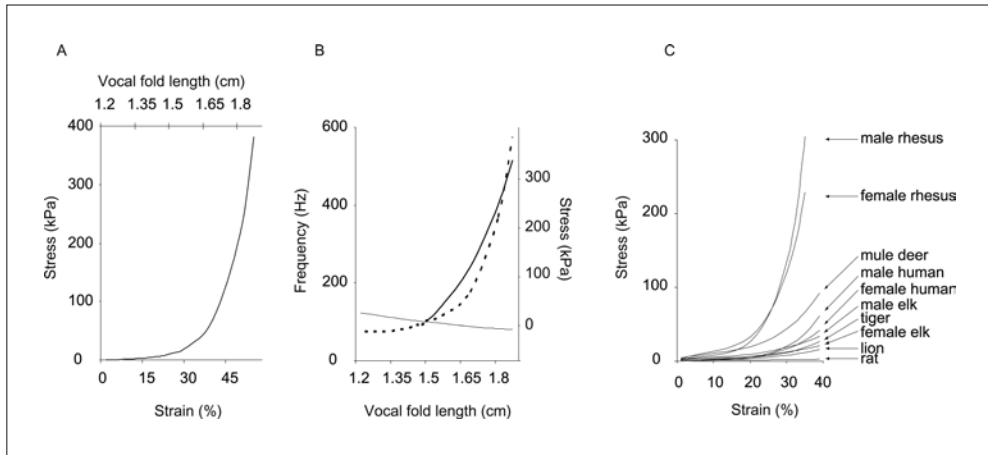 A
Vocal fold length (cm)
1.2 1.35 1.5 1.65 1.8
400
300
200
100
0
Stress (kPa)
0 15 30 45
Strain (%)
B
600
400
200
0
Frequency (Hz)
300
200
100
0
Stress (kPa)
1.2 1.35 1.5 1.65 1.8
Vocal fold length (cm)
C
300
200
100
0
Stress (kPa)
0 10 20 30 40
Strain (%)
male rhesus
female rhesus
mule deer
male human
female human
male elk
tiger
female elk
lion
rat